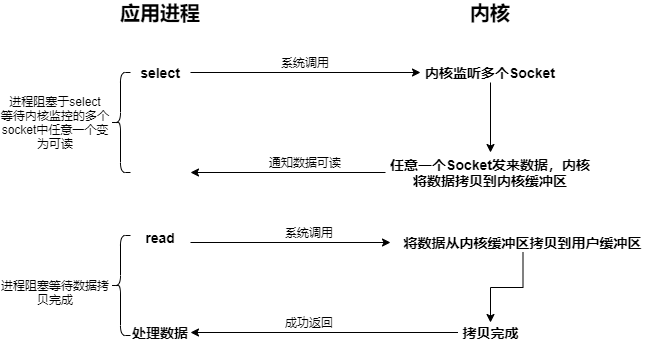 应用进程
内核
select
系统调用
内核监听多个Socket
进程阻塞于select
等待内核监控的多个
socket中任意一个变
为可读
通知数据可读
任意一个Socket发来数据，内核
将数据拷贝到内核缓冲区
read
系统调用
将数据从内核缓冲区拷贝到用户缓冲区
进程阻塞等待数据拷
贝完成
处理数据
成功返回
拷贝完成